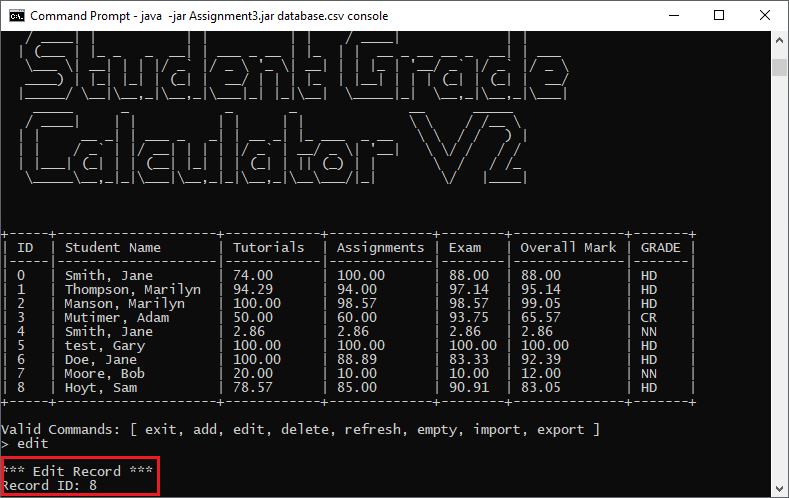 Command Prompt - java  -jar Assignment3.jar database.csv console
Student Grade
Calculator V2
| ID | Student Name | Tutorials | Assignments | Exam | Overall Mark | GRADE |
| 0 | Smith, Jane | 74.00 | 100.00 | 88.00 | 88.00 | HD |
| 1 | Thompson, Marilyn | 94.29 | 94.00 | 97.14 | 95.14 | HD |
| 2 | Manson, Marilyn | 100.00 | 98.57 | 98.57 | 99.05 | HD |
| 3 | Mutimer, Adam | 50.00 | 60.00 | 93.75 | 65.57 | CR |
| 4 | Smith, Jane | 2.86 | 2.86 | 2.86 | 2.86 | NN |
| 5 | test, Gary | 100.00 | 100.00 | 100.00 | 100.00 | HD |
| 6 | Doe, Jane | 100.00 | 88.89 | 83.33 | 92.39 | HD |
| 7 | Moore, Bob | 20.00 | 10.00 | 10.00 | 12.00 | NN |
| 8 | Hoyt, Sam | 78.57 | 85.00 | 90.91 | 83.05 | HD |
Valid Commands: [ exit, add, edit, delete, refresh, empty, import, export ]
> edit
*** Edit Record ***
Record ID: 8